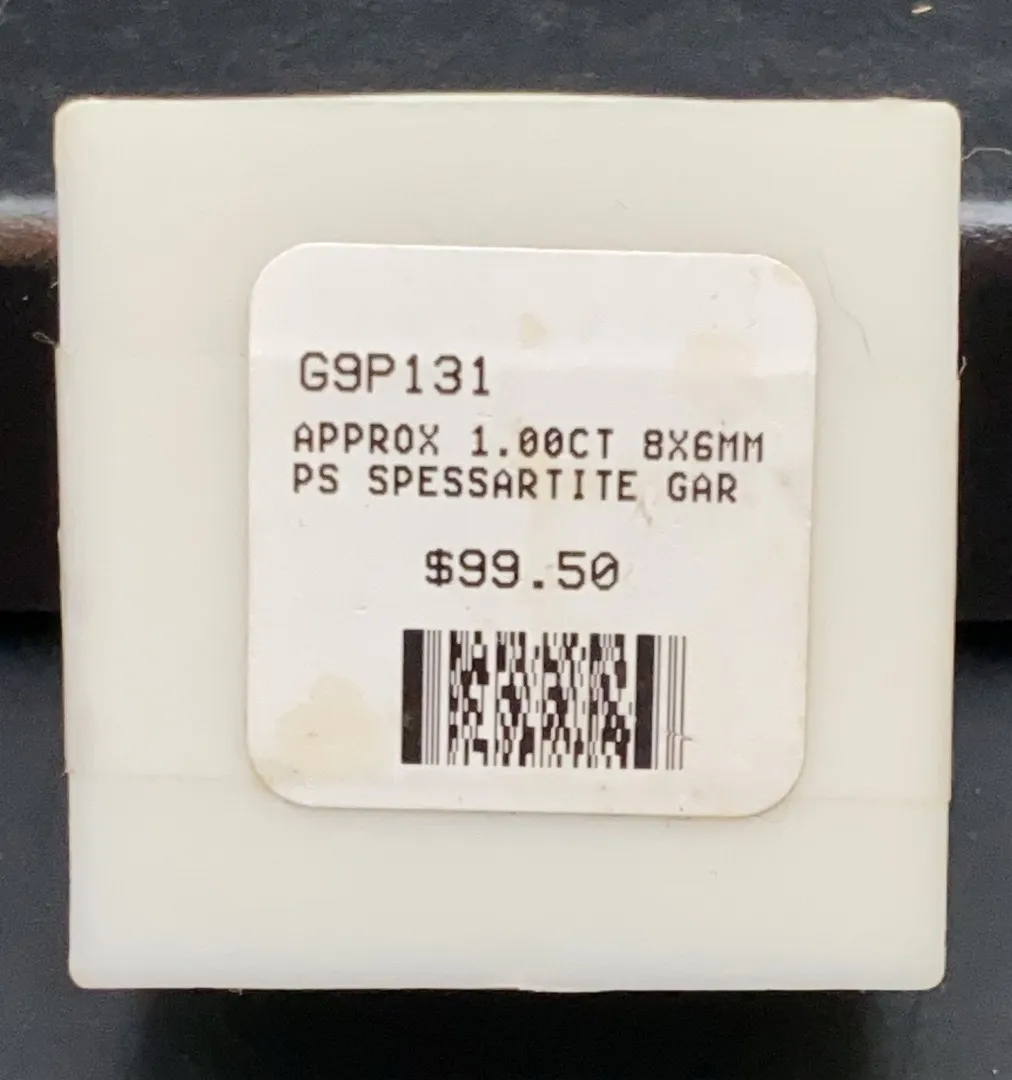 G9P131
APPROX 1.00CT 8X6MM
PS SPESSARTITE GAR
$99.50